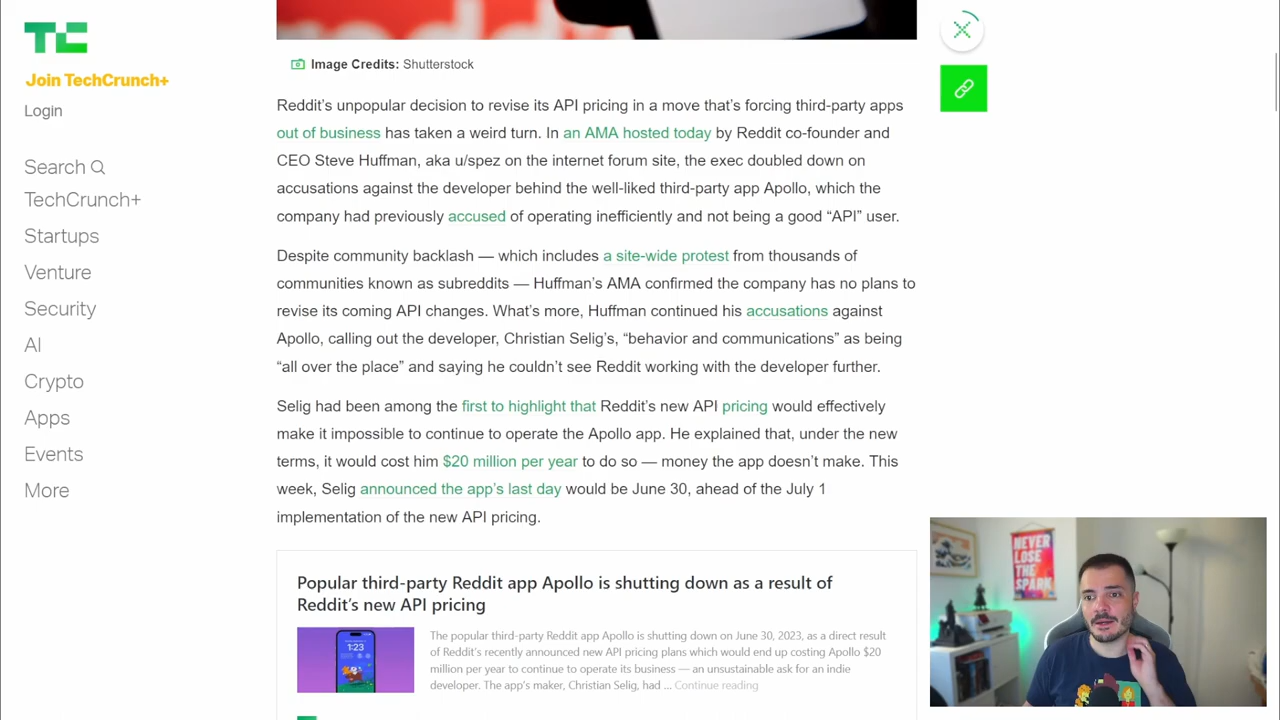 TC
Join TechCrunch+
Login
Search
TechCrunch+
Startups
Venture
Security
AI
Crypto
Apps
Events
More
Image Credits: Shutterstock
Reddit’s unpopular decision to revise its API pricing in a move that’s forcing third-party apps
out of business has taken a weird turn. In an AMA hosted today by Reddit co-founder and
CEO Steve Huffman, aka u/spez on the internet forum site, the exec doubled down on
accusations against the developer behind the well-liked third-party app Apollo, which the
company had previously accused of operating inefficiently and not being a good “API” user.
Despite community backlash — which includes a site-wide protest from thousands of
communities known as subreddits — Huffman’s AMA confirmed the company has no plans to
revise its coming API changes. What’s more, Huffman continued his accusations against
Apollo, calling out the developer, Christian Selig’s, “behavior and communications” as being
“all over the place” and saying he couldn’t see Reddit working with the developer further.
Selig had been among the first to highlight that Reddit’s new API pricing would effectively
make it impossible to continue to operate the Apollo app. He explained that, under the new
terms, it would cost him $20 million per year to do so — money the app doesn’t make. This
week, Selig announced the app’s last day would be June 30, ahead of the July 1
implementation of the new API pricing.
Popular third-party Reddit app Apollo is shutting down as a result of
Reddit’s new API pricing
1:23
The popular third-party Reddit app Apollo is shutting down on June 30, 2023, as a direct result
of Reddit’s recently announced new API pricing plans which would end up costing Apollo $20
million per year to continue to operate its business — an unsustainable ask for an indie
developer. The app’s maker, Christian Selig, had ... Continue reading
NEVER
LOSE
THE
SPARK